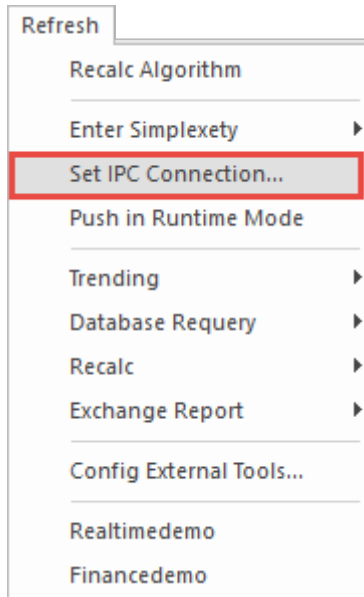 Refresh
Recalc Algorithm
Enter Simplexety
Set IPC Connection...
Push in Runtime Mode
Trending
Database Requery
Recalc
Exchange Report
Config External Tools...
Realtimedemo
Financedemo